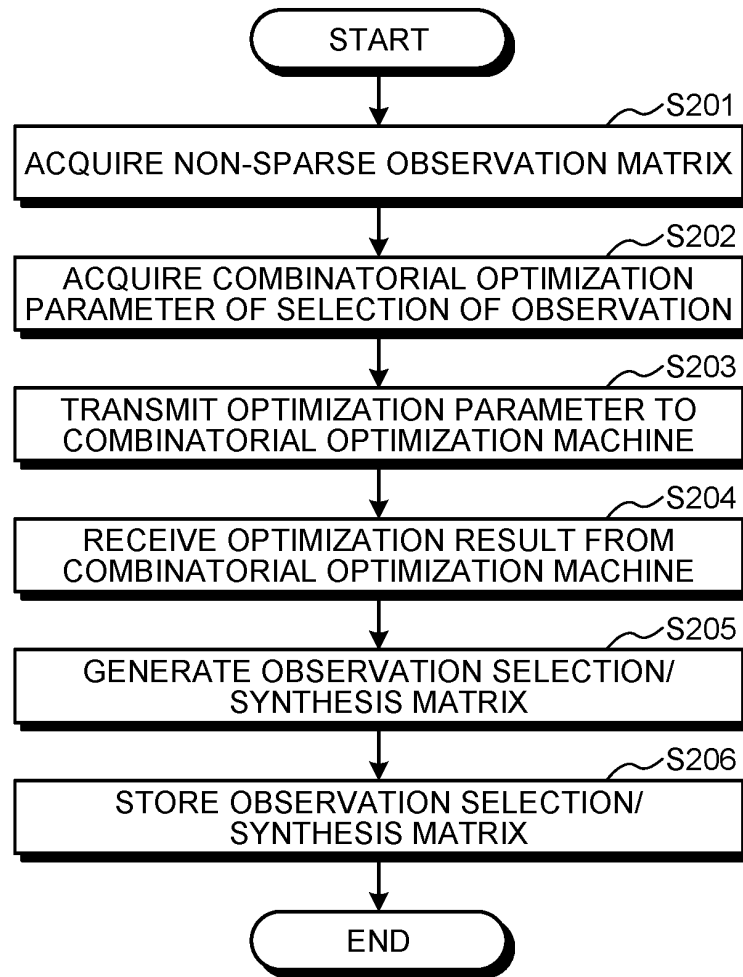 START
S201
ACQUIRE NON-SPARSE OBSERVATION MATRIX
S202
ACQUIRE COMBINATORIAL OPTIMIZATION
PARAMETER OF SELECTION OF OBSERVATION
S203
TRANSMIT OPTIMIZATION PARAMETER TO
COMBINATORIAL OPTIMIZATION MACHINE
S204
RECEIVE OPTIMIZATION RESULT FROM
COMBINATORIAL OPTIMIZATION MACHINE
S205
GENERATE OBSERVATION SELECTION/
SYNTHESIS MATRIX
S206
STORE OBSERVATION SELECTION/
SYNTHESIS MATRIX
END